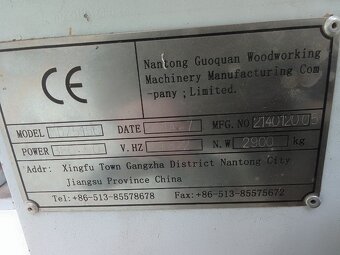 CE
Nantong Guoquan Woodworking
Machinery Manufacturing Com
-pany ; Limited.
MODEL DATE MFG.NO
POWER V.HZ N.W 2900 kg
Addr: Xingfu Town Gangzha District Nantong City
Jiangsu Province China
Tel:+86-513-85578678 Fax:+86-513-85575672